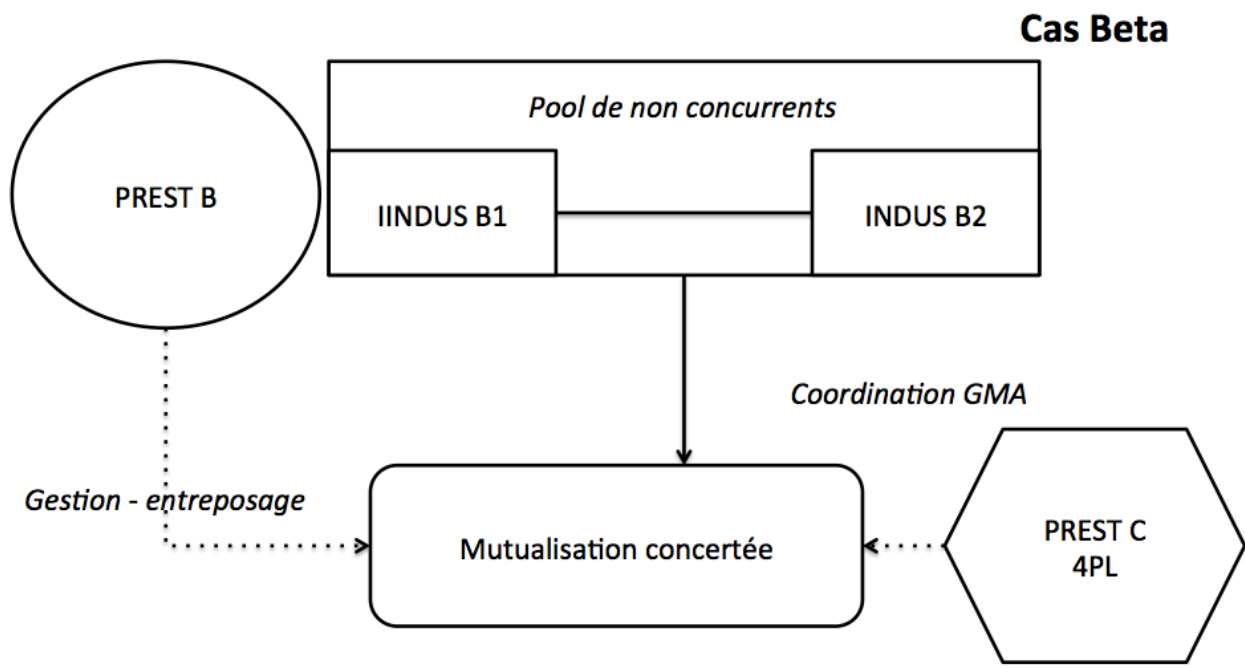 Cas Beta
Pool de non concurrents
PREST B
IINDUS B1
INDUS B2
Coordination GMA
Gestion - entreposage
Mutualisation concertée
PREST C
4PL